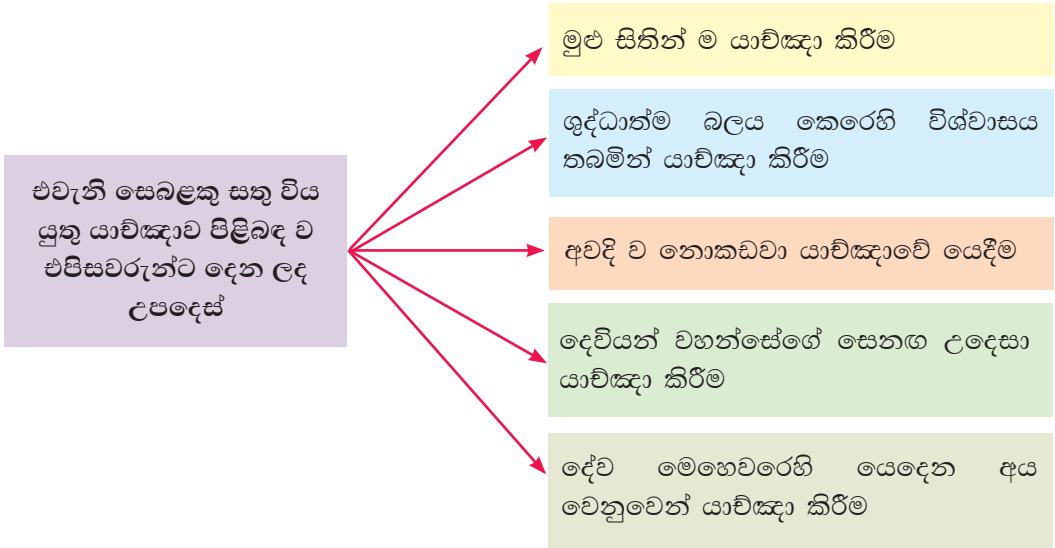 එවැනි සෙබළකු සතු විය
යුතු යාච්ඤාව පිළිබඳ ව
එපිසවරුන්ට දෙන ලද
උපදෙස්
මුළු සිතින් ම යාච්ඤා කිරීම
ශුද්ධාත්ම බලය කෙරෙහි විශ්වාසය
තබමින් යාච්ඤා කිරීම
අවදි ව නොකඩවා යාච්ඤාවේ යෙදීම
දෙවියන් වහන්සේගේ සෙනඟ උදෙසා
යාච්ඤා කිරීම
දේව මෙහෙවරෙහි යෙදෙන අය
වෙනුවෙන් යාච්ඤා කිරීම